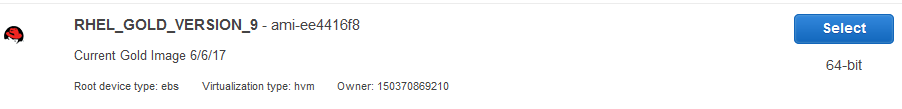 RHEL_GOLD_VERSION_9 - ami-ee4416f8
Select
Current Gold Image 6/6/17
64-bit
Root device type: ebs Virtualization type: hvm Owner: 150370869210